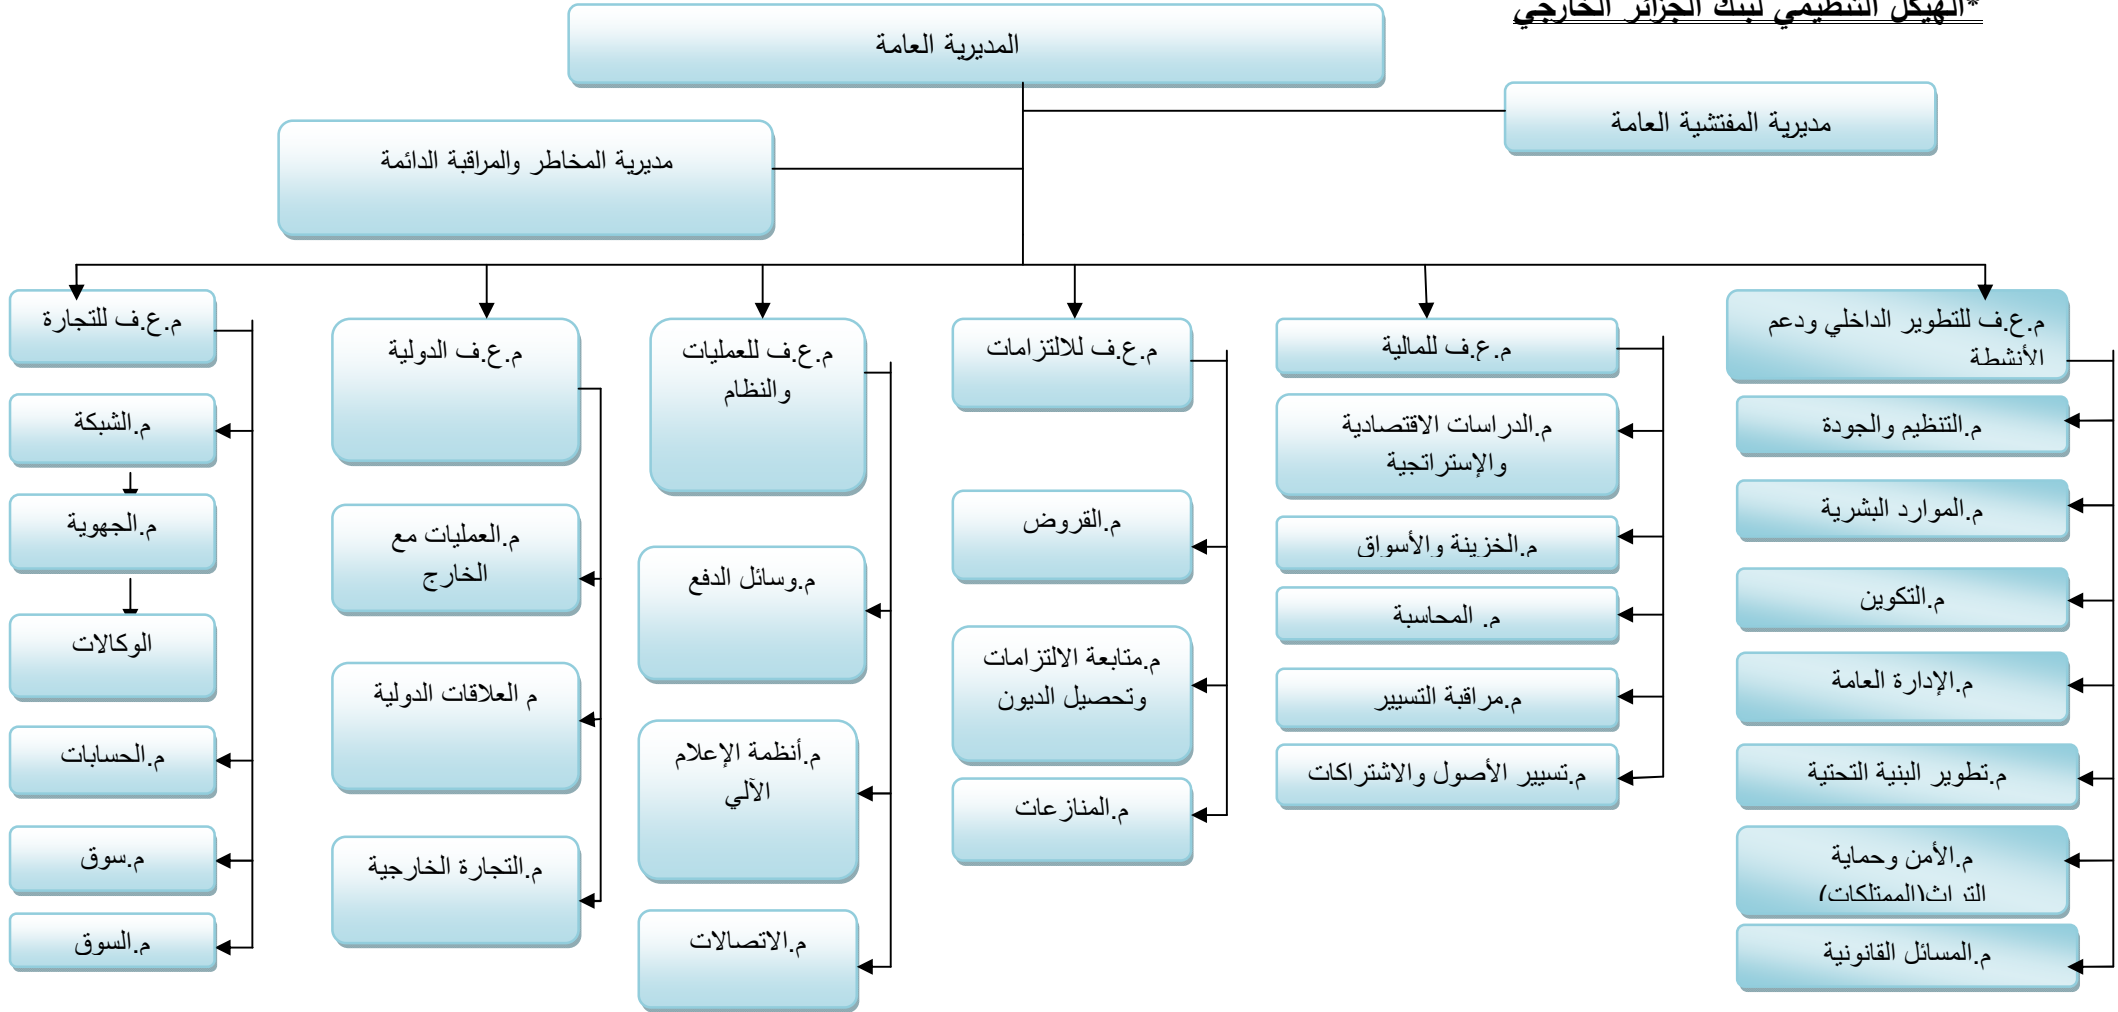 *الهيكل التنظيمي لبنك الجزائر الخارجي
المديرية العامة
مديرية المفتشية العامة
مديرية المخاطر والمراقبة الدائمة
م.ع.ف للتطوير الداخلي ودعم
الأنشطة
م.التنظيم والجودة
م.الموارد البشرية
م.التكوين
م.الإدارة العامة
م.تطوير البنية التحتية
م.الأمن وحماية
التراث(الممتلكات)
م.المسائل القانونية
م.ع.ف للمالية
م.الدراسات الاقتصادية
والإستراتجية
م.الخزينة والأسواق
م. المحاسبة
م.مراقبة التسيير
م.تسيير الأصول والاشتراكات
م.ع.ف للالتزامات
م.القروض
م.متابعة الالتزامات
وتحصيل الديون
م.المنازعات
م.ع.ف للعمليات
والنظام
م.وسائل الدفع
م.أنظمة الإعلام
الآلي
م.الاتصالات
م.ع.ف الدولية
م.العمليات مع
الخارج
م العلاقات الدولية
م.التجارة الخارجية
م.ع.ف للتجارة
م.الشبكة
م.الجهوية
الوكالات
م.الحسابات
م.سوق
م.السوق